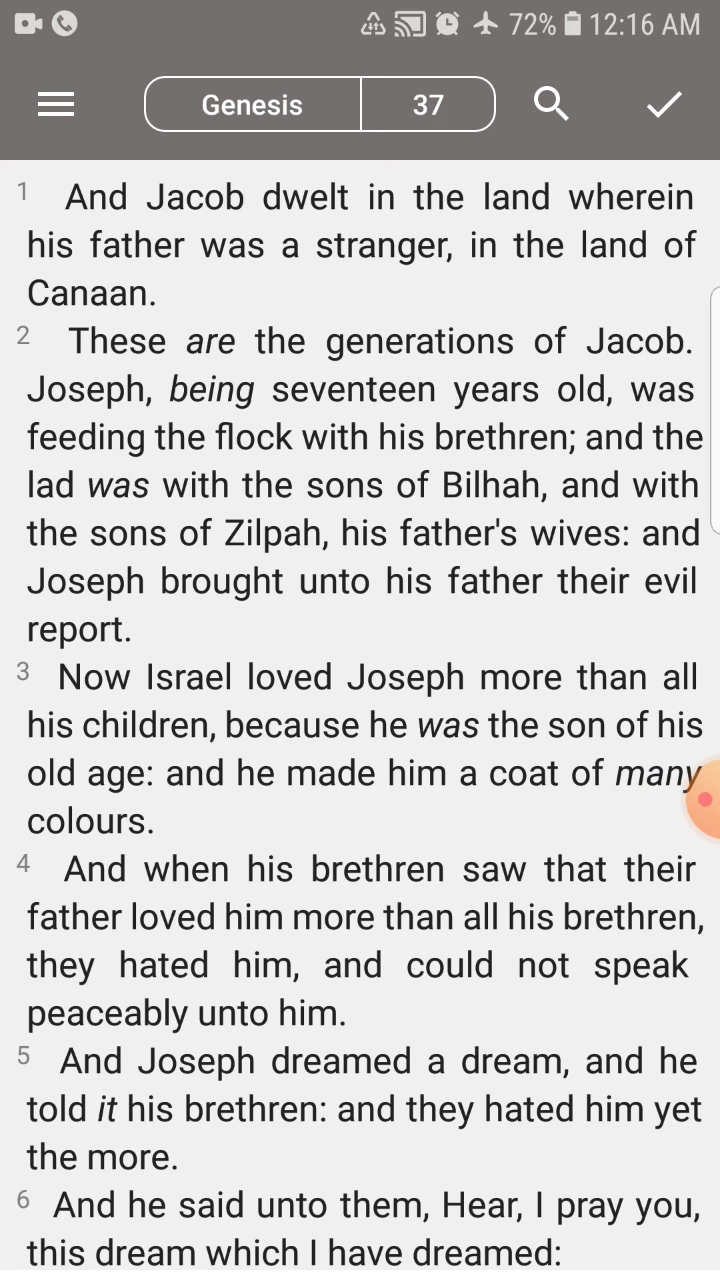 72% 12:16 AM
Genesis 37
1 And Jacob dwelt in the land wherein
his father was a stranger, in the land of
Canaan.
2 These are the generations of Jacob.
Joseph, being seventeen years old, was
feeding the flock with his brethren; and the
lad was with the sons of Bilhah, and with
the sons of Zilpah, his father's wives: and
Joseph brought unto his father their evil
report.
3 Now Israel loved Joseph more than all
his children, because he was the son of his
old age: and he made him a coat of many
colours.
4 And when his brethren saw that their
father loved him more than all his brethren,
they hated him, and could not speak
peaceably unto him.
5 And Joseph dreamed a dream, and he
told it his brethren: and they hated him yet
the more.
6 And he said unto them, Hear, I pray you,
this dream which I have dreamed: